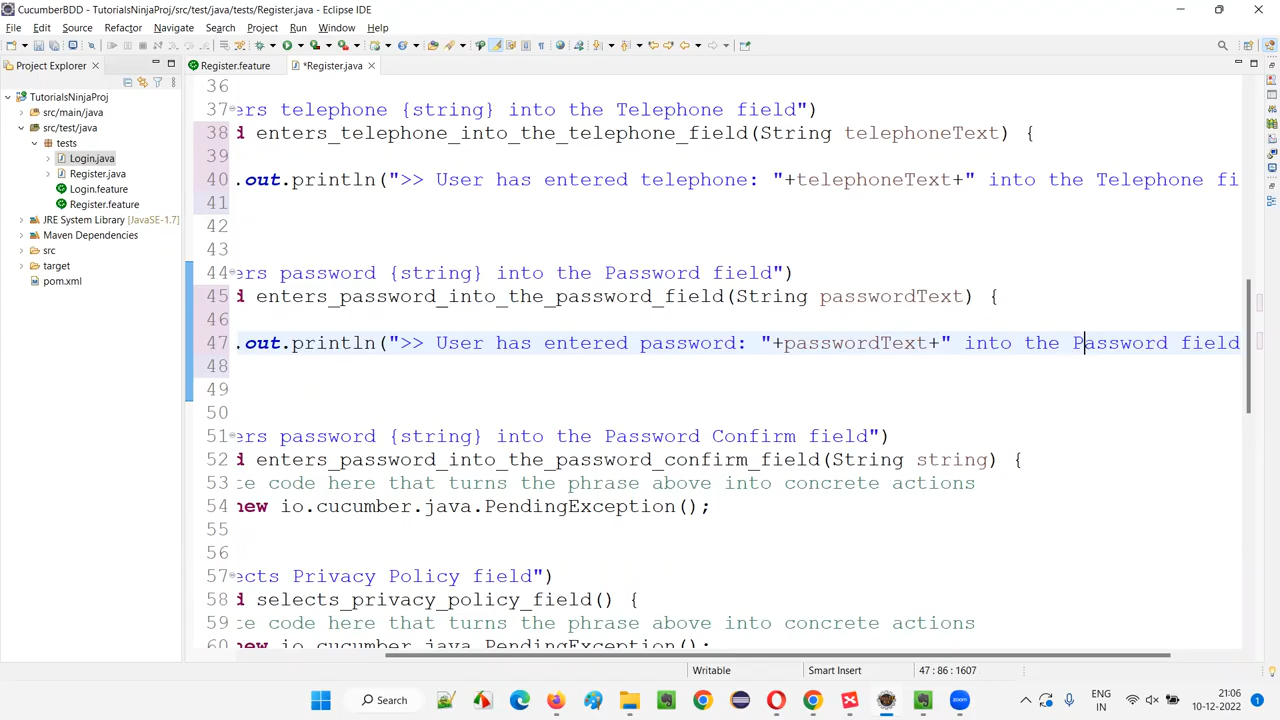 CucumberBDD - TutorialsNinjaProj/src/test/java/tests/Register.java - Eclipse IDE
File Edit Source Refactor Navigate Search Project Run Window Help
Project Explorer
Register.feature
*Register.java
TutorialsNinjaProj
src/main/java
src/test/java
tests
Login.java
Register.java
Login.feature
Register.feature
JRE System Library [JavaSE-1.7]
Maven Dependencies
src
target
pom.xml
36
37 ers telephone {string} into the Telephone field")
38 d enters_telephone_into_the_telephone_field(String telephoneText) {
39
40 .out.println(">> User has entered telephone: "+telephoneText+" into the Telephone fi
41
42
43
44 ers password {string} into the Password field")
45 d enters_password_into_the_password_field(String passwordText) {
46
47 .out.println(">> User has entered password: "+passwordText+" into the Password field
48
49
50
51 ers password {string} into the Password Confirm field")
52 d enters_password_into_the_password_confirm_field(String string) {
53 te code here that turns the phrase above into concrete actions
54 new io.cucumber.java.PendingException();
55
56
57 ects Privacy Policy field")
58 d selects_privacy_policy_field() {
59 te code here that turns the phrase above into concrete actions
60 new io.cucumber.java.PendingException();
Writable Smart Insert 47 : 86 : 1607
Search
ENG
IN
21:06
10-12-2022
1